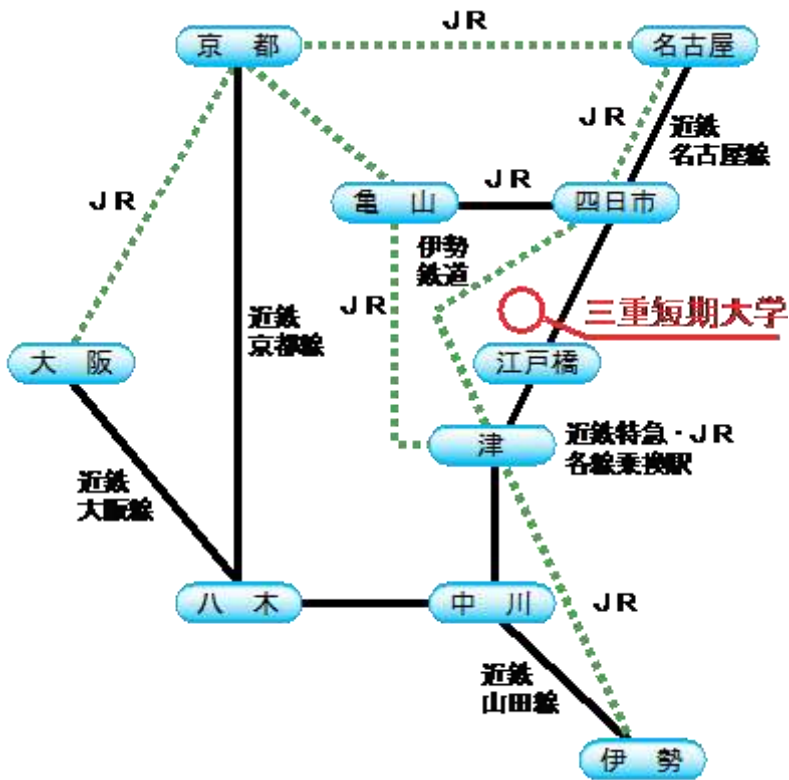 JR
京 都
名古屋
JR
近鉄
名古屋線
JR
JR
亀 山
四日市
伊勢
鉄道
JR
近鉄
京都線
三重短期大学
大 阪
江戸橋
津
近鉄特急・JR
各線乗換駅
近鉄
大阪線
八 木
中 川
JR
近鉄
山田線
伊 勢